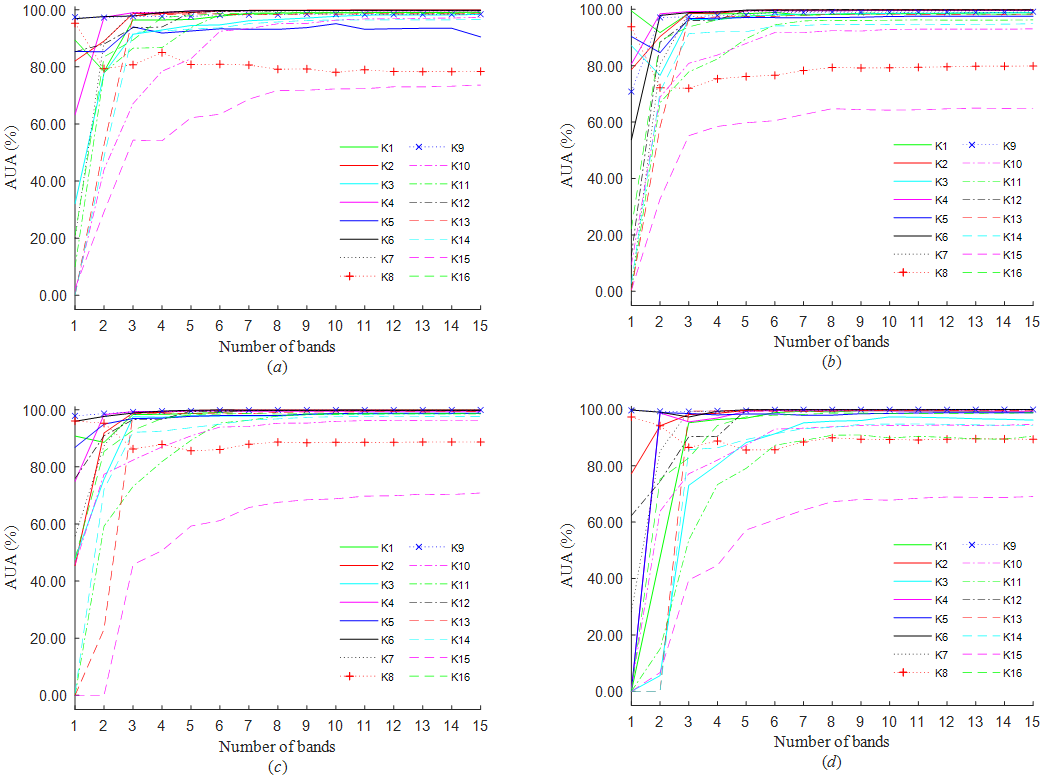 100.00
80.00
60.00
40.00
20.00
0.00
AUA (%)
K1 K9
K2 K10
K3 K11
K4 K12
K5 K13
K6 K14
K7 K15
K8 K16
1 2 3 4 5 6 7 8 9 10 11 12 13 14 15
Number of bands
(a)
100.00
80.00
60.00
40.00
20.00
0.00
AUA (%)
K1 K9
K2 K10
K3 K11
K4 K12
K5 K13
K6 K14
K7 K15
K8 K16
1 2 3 4 5 6 7 8 9 10 11 12 13 14 15
Number of bands
(b)
100.00
80.00
60.00
40.00
20.00
0.00
AUA (%)
K1 K9
K2 K10
K3 K11
K4 K12
K5 K13
K6 K14
K7 K15
K8 K16
1 2 3 4 5 6 7 8 9 10 11 12 13 14 15
Number of bands
(c)
100.00
80.00
60.00
40.00
20.00
0.00
AUA (%)
K1 K9
K2 K10
K3 K11
K4 K12
K5 K13
K6 K14
K7 K15
K8 K16
1 2 3 4 5 6 7 8 9 10 11 12 13 14 15
Number of bands
(d)